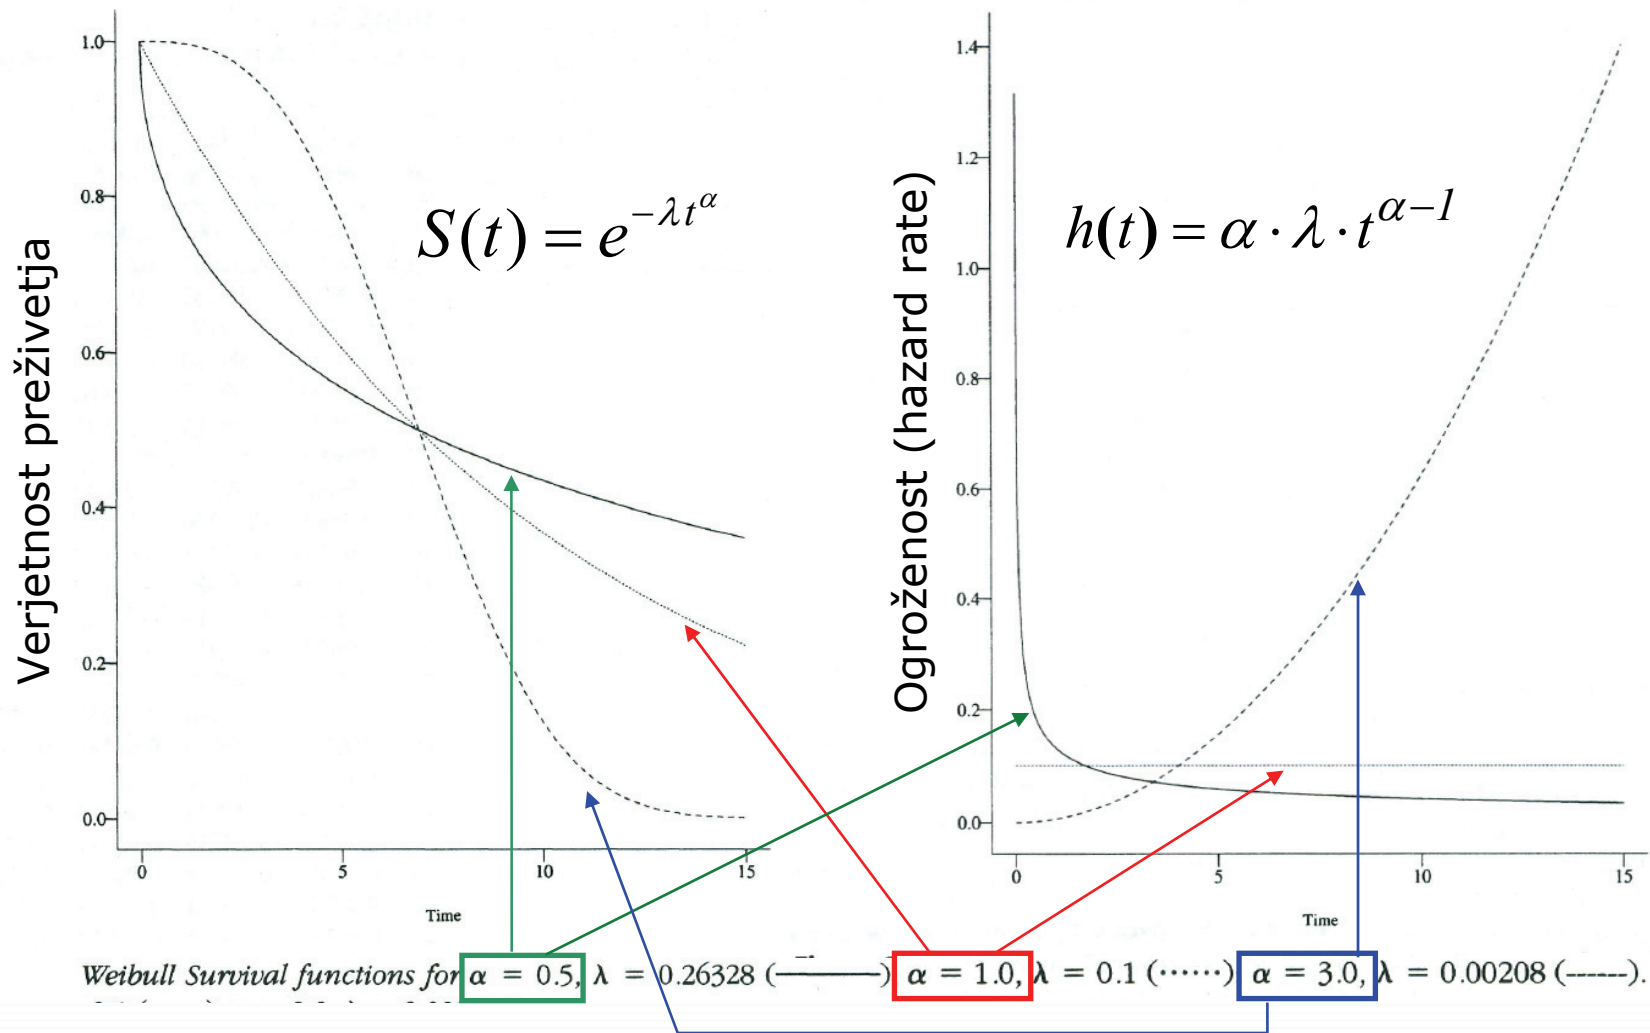 Verjetnost preživetja
1.0
0.8
0.6
0.4
0.2
0.0
S(t) = e^{-λt^α}
0 5 10 15
Time
Ogroženost (hazard rate)
1.4
1.2
1.0
0.8
0.6
0.4
0.2
0.0
h(t) = α · λ · t^{α-1}
0 5 10 15
Time
Weibull Survival functions for α = 0.5, λ = 0.26328 (———) α = 1.0, λ = 0.1 (······) α = 3.0, λ = 0.00208 (------).